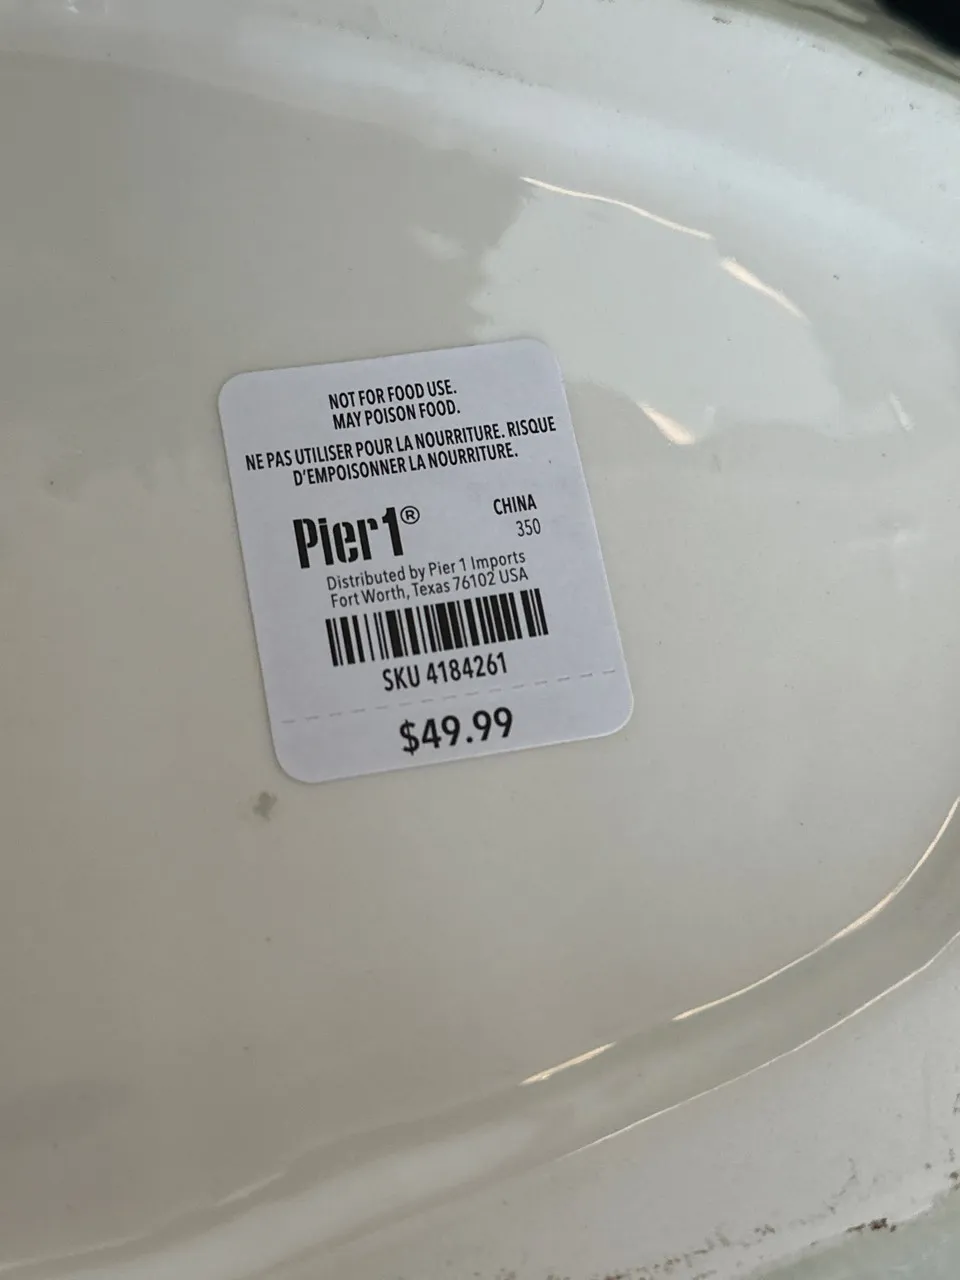 NOT FOR FOOD USE.
MAY POISON FOOD.
NE PAS UTILISER POUR LA NOURRITURE. RISQUE
D'EMPOISONNER LA NOURRITURE.
Pier1®
CHINA
350
Distributed by Pier 1 Imports
Fort Worth, Texas 76102 USA
SKU 4184261
$49.99